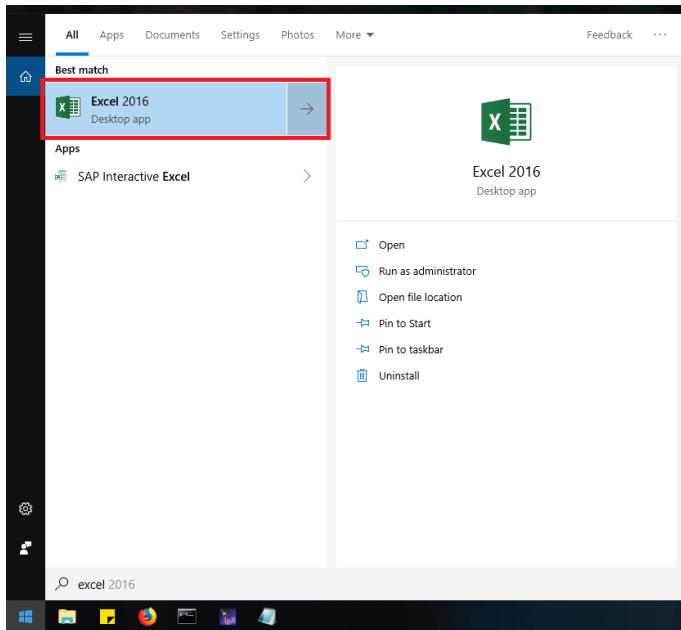 All Apps Documents Settings Photos More Feedback ...
Best match
Excel 2016
Desktop app
Apps
SAP Interactive Excel
Excel 2016
Desktop app
Open
Run as administrator
Open file location
Pin to Start
Pin to taskbar
Uninstall
excel 2016